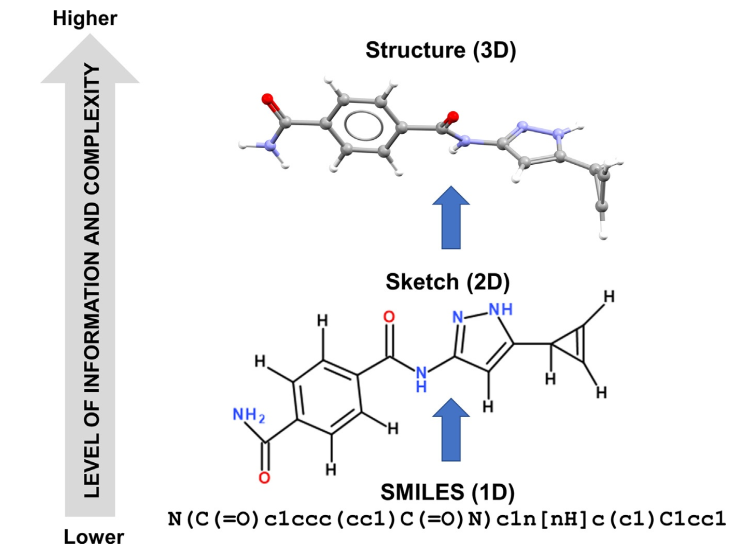 Higher
LEVEL OF INFORMATION AND COMPLEXITY
Lower
Structure (3D)
Sketch (2D)
H
H
O
N
NH
H
H
N
H
H
H
H
H
H
NH2
O
SMILES (1D)
N(C(=O)c1ccc(cc1)C(=O)N)c1n[nH]c(c1)C1cc1